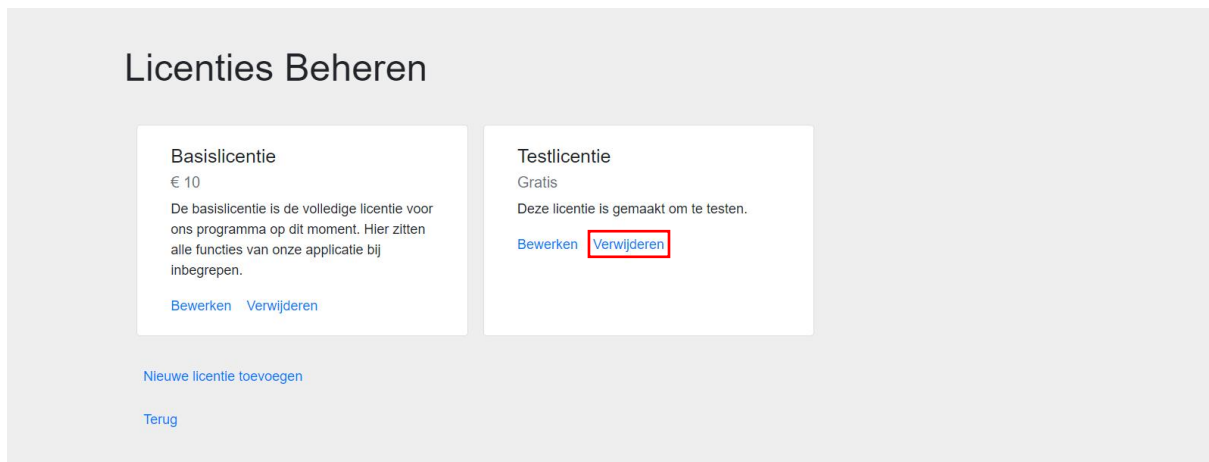 Licenties Beheren
Basislicentie
€ 10
De basislicentie is de volledige licentie voor
ons programma op dit moment. Hier zitten
alle functies van onze applicatie bij
inbegrepen.
Bewerken Verwijderen
Testlicentie
Gratis
Deze licentie is gemaakt om te testen.
Bewerken Verwijderen
Nieuwe licentie toevoegen
Terug